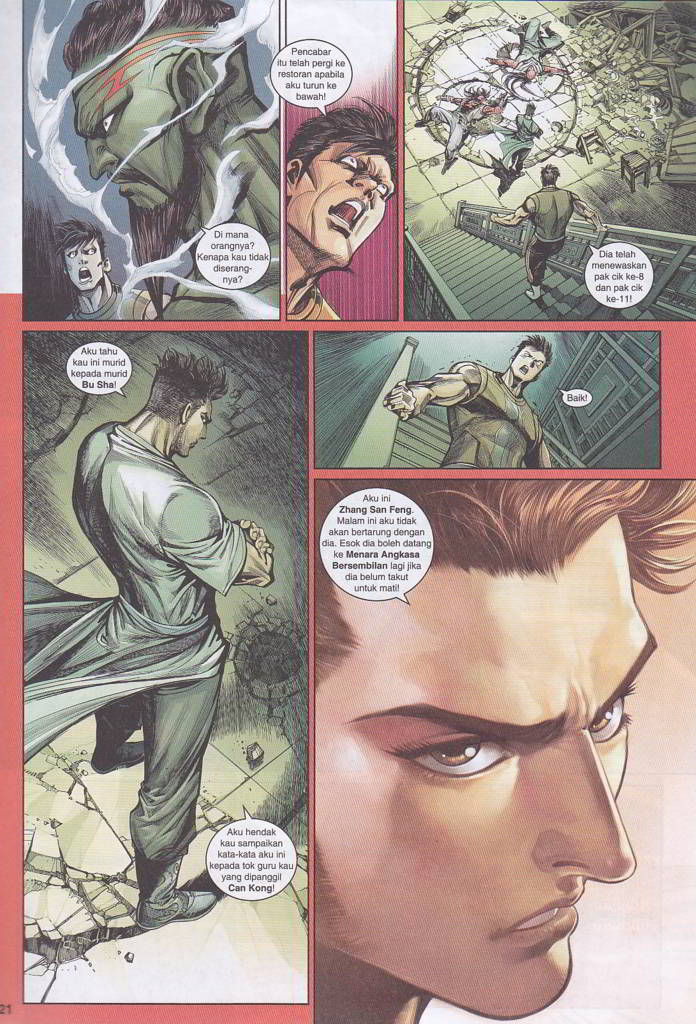 Di mana
orangnya?
Kenapa kau tidak
diserang-
nya?
Pencabar
itu telah pergi ke
restoran apabila
aku turun ke
bawah!
Dia telah
menewaskan
pak cik ke-8
dan pak cik
ke-11!
Aku tahu
kau ini murid
kepada murid
Bu Sha!
Aku hendak
kau sampaikan
kata-kata aku ini
kepada tok guru kau
yang dipanggil
Can Kong!
Baik!
Aku ini
Zhang San Feng.
Malam ini aku tidak
akan bertarung dengan
dia. Esok dia boleh datang
ke Menara Angkasa
Bersembilan lagi jika
dia belum takut
untuk mati!
21